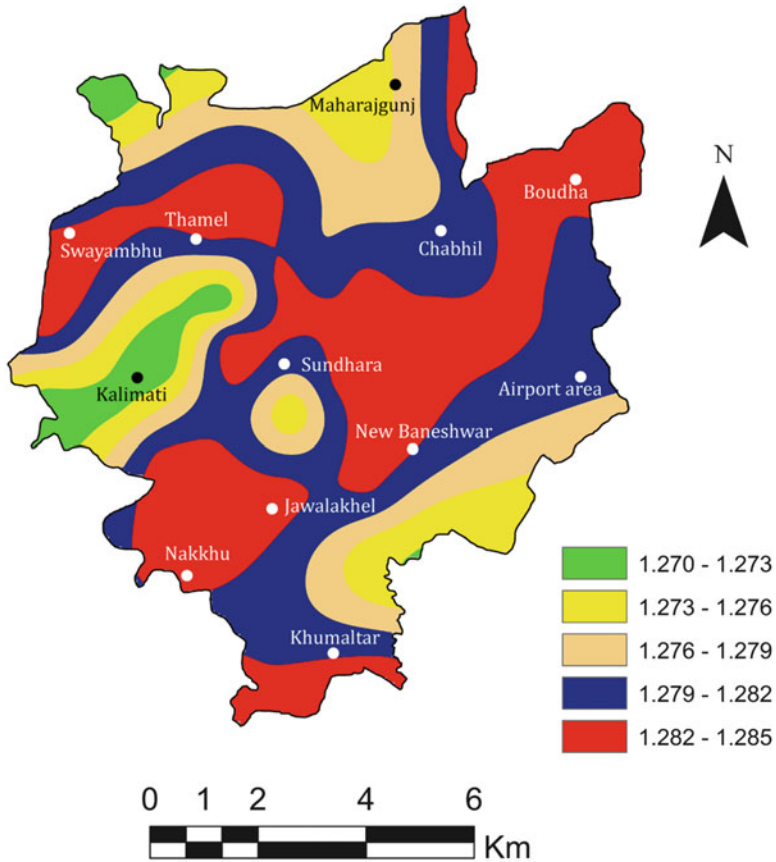 Maharajgunj
N
Boudha
Thamel
Swayambhu
Chabhil
Sundhara
Kalimati
Airport area
New Baneshwar
Jawalakhel
Nakkhu
Khumaltar
1.270 - 1.273
1.273 - 1.276
1.276 - 1.279
1.279 - 1.282
1.282 - 1.285
0 1 2 4 6
Km